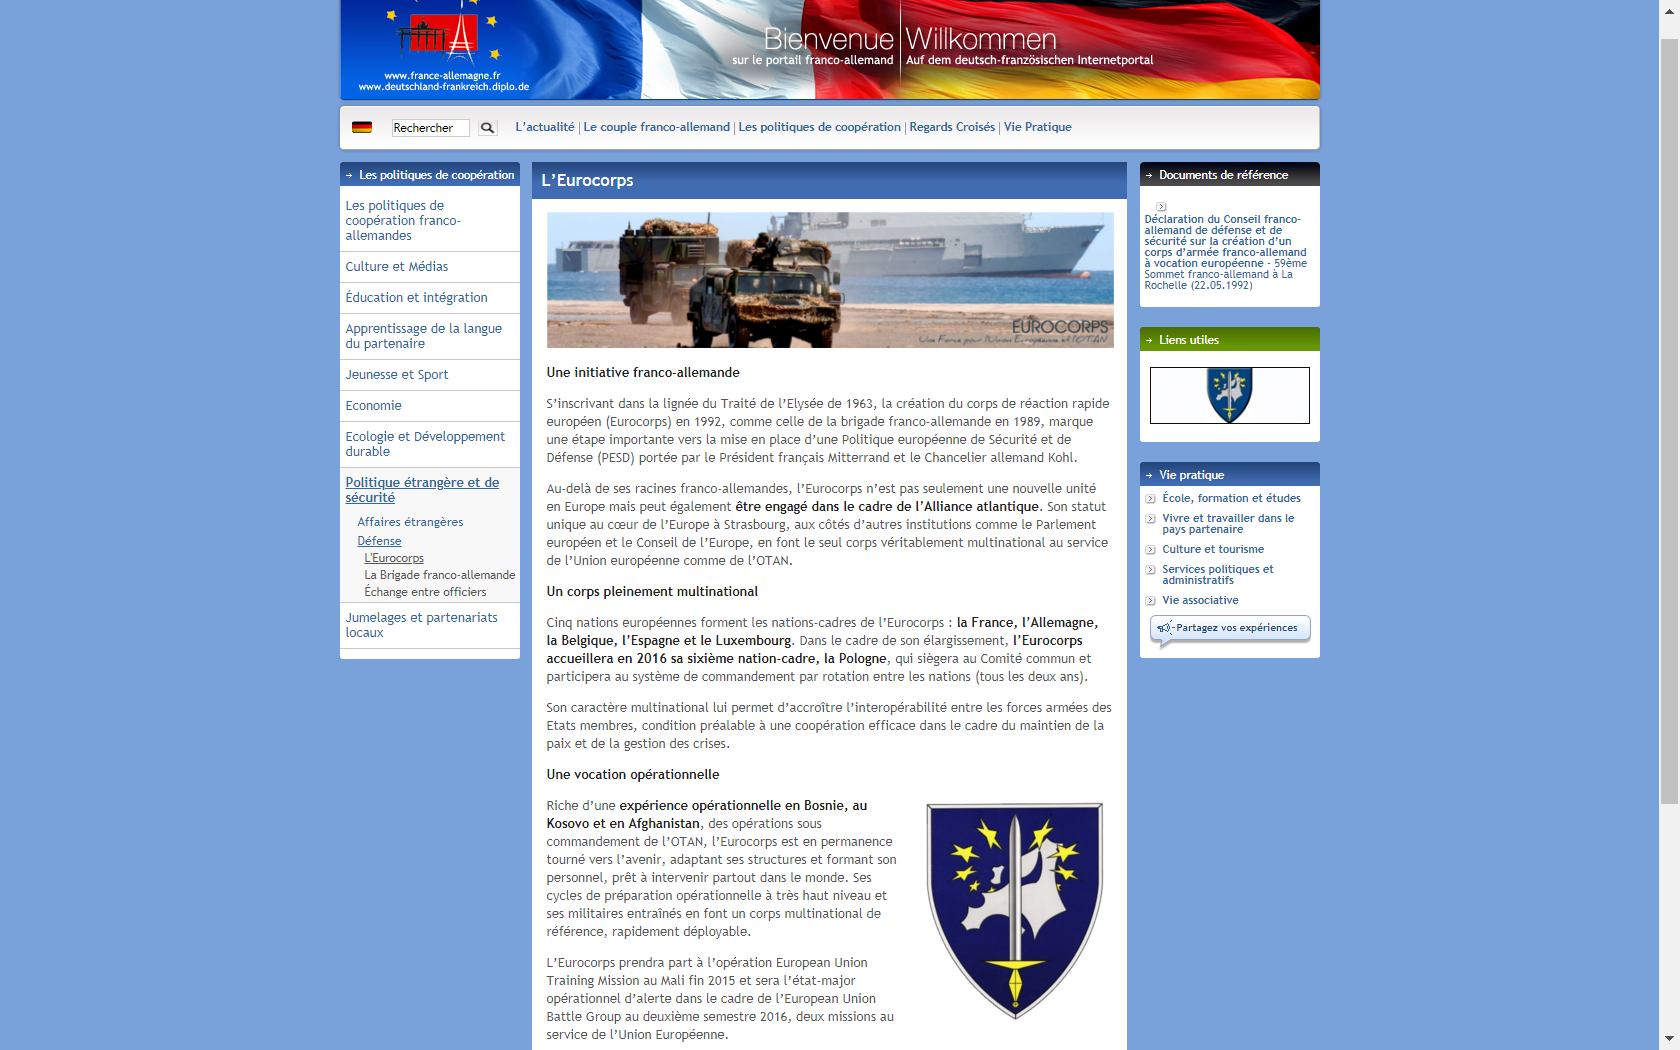 www.france-allemagne.fr
www.deutschland-frankreich.diplo.de
Bienvenue Willkommen
sur le portail franco-allemand Auf dem deutsch-französischen Internetportal
Rechercher
L’actualité | Le couple franco-allemand | Les politiques de coopération | Regards Croisés | Vie Pratique
Les politiques de coopération
Les politiques de
coopération franco-
allemandes
Culture et Médias
Éducation et intégration
Apprentissage de la langue
du partenaire
Jeunesse et Sport
Economie
Ecologie et Développement
durable
Politique étrangère et de
sécurité
Affaires étrangères
Défense
L'Eurocorps
La Brigade franco-allemande
Échange entre officiers
Jumelages et partenariats
locaux
L’Eurocorps
EUROCORPS
Une Force pour l'Union Européenne et l'OTAN
Une initiative franco-allemande
S’inscrivant dans la lignée du Traité de l’Elysée de 1963, la création du corps de réaction rapide
européen (Eurocorps) en 1992, comme celle de la brigade franco-allemande en 1989, marque
une étape importante vers la mise en place d’une Politique européenne de Sécurité et de
Défense (PESD) portée par le Président français Mitterrand et le Chancelier allemand Kohl.
Au-delà de ses racines franco-allemandes, l’Eurocorps n’est pas seulement une nouvelle unité
en Europe mais peut également être engagé dans le cadre de l’Alliance atlantique. Son statut
unique au cœur de l’Europe à Strasbourg, aux côtés d’autres institutions comme le Parlement
européen et le Conseil de l’Europe, en font le seul corps véritablement multinational au service
de l’Union européenne comme de l’OTAN.
Un corps pleinement multinational
Cinq nations européennes forment les nations-cadres de l’Eurocorps : la France, l’Allemagne,
la Belgique, l’Espagne et le Luxembourg. Dans le cadre de son élargissement, l’Eurocorps
accueillera en 2016 sa sixième nation-cadre, la Pologne, qui siègera au Comité commun et
participera au système de commandement par rotation entre les nations (tous les deux ans).
Son caractère multinational lui permet d’accroître l’interopérabilité entre les forces armées des
Etats membres, condition préalable à une coopération efficace dans le cadre du maintien de la
paix et de la gestion des crises.
Une vocation opérationnelle
Riche d’une expérience opérationnelle en Bosnie, au
Kosovo et en Afghanistan, des opérations sous
commandement de l’OTAN, l’Eurocorps est en permanence
tourné vers l’avenir, adaptant ses structures et formant son
personnel, prêt à intervenir partout dans le monde. Ses
cycles de préparation opérationnelle à très haut niveau et
ses militaires entraînés en font un corps multinational de
référence, rapidement déployable.
L’Eurocorps prendra part à l’opération European Union
Training Mission au Mali fin 2015 et sera l’état-major
opérationnel d’alerte dans le cadre de l’European Union
Battle Group au deuxième semestre 2016, deux missions au
service de l’Union Européenne.
Documents de référence
Déclaration du Conseil franco-
allemand de défense et de
sécurité sur la création d’un
corps d’armée franco-allemand
à vocation européenne - 59ème
Sommet franco-allemand à La
Rochelle (22.05.1992)
Liens utiles
Vie pratique
École, formation et études
Vivre et travailler dans le
pays partenaire
Culture et tourisme
Services politiques et
administratifs
Vie associative
Partagez vos expériences